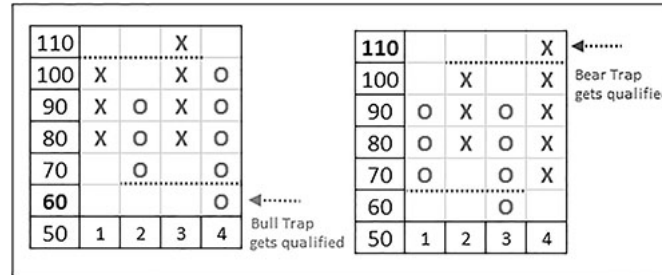 110 X
100 X X O
90 X O X O
80 X O X O
70 O O
60 O
50 1 2 3 4
Bull Trap
gets qualified
110 X
100 X X
90 O X O X
80 O X O X
70 O O X
60 O
50 1 2 3 4
Bear Trap
gets qualified